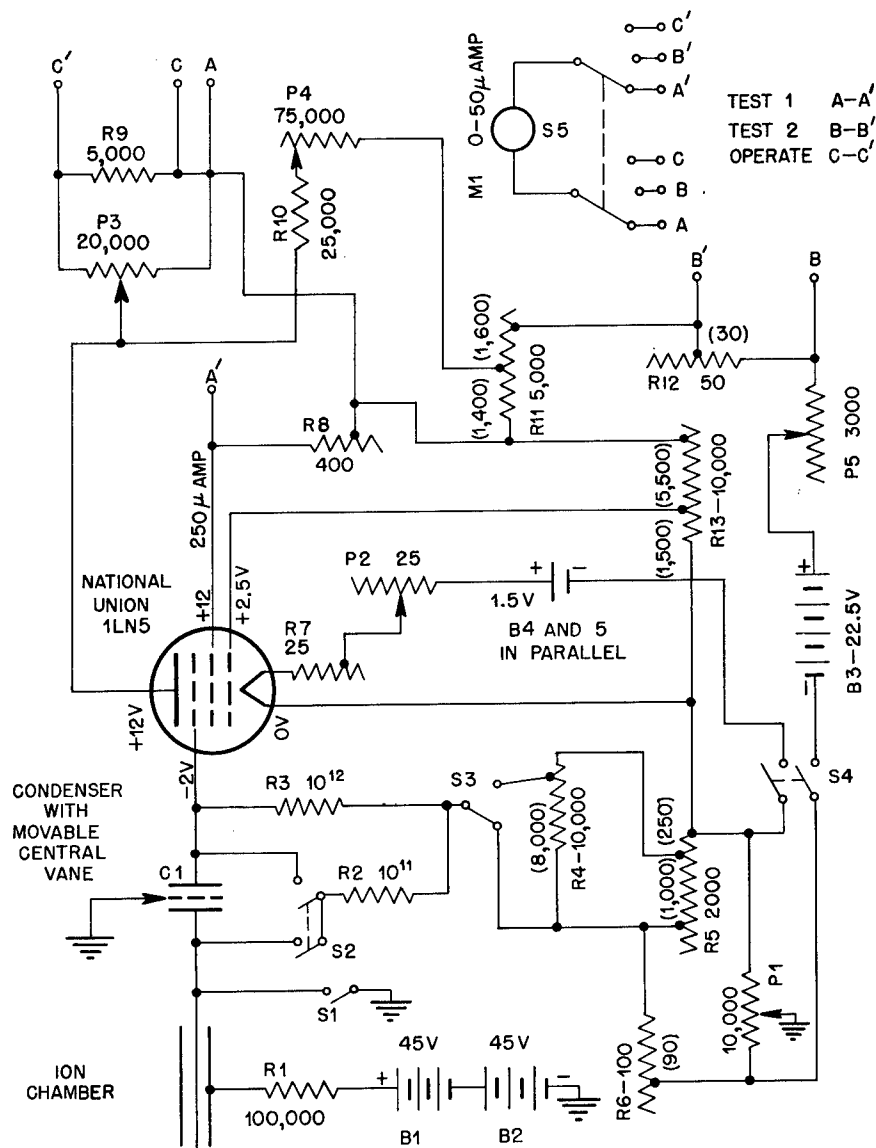 C'
C
A
R9
5,000
P3
20,000
P4
75,000
R10
25,000
M1 0-50μ AMP
S5
C'
B'
A'
C
B
A
TEST 1 A-A'
TEST 2 B-B'
OPERATE C-C'
B'
B
(30)
R12
50
P5 3000
(1,600)
(1,400)
R11 5,000
A'
R8
400
250 μ AMP
(5,500)
(1,500)
R13-10,000
NATIONAL
UNION
1LN5
+12
+2.5V
P2 25
R7
25
+ -
1.5V
B4 AND 5
IN PARALLEL
+
-
B3-22.5V
+12V
0V
-2V
CONDENSER
WITH
MOVABLE
CENTRAL
VANE
C1
R3 10¹²
R2 10¹¹
S3
S2
S1
(8,000)
R4-10,000
(250)
(1,000)
R5 2000
S4
P1
10,000
R6-100
(90)
ION
CHAMBER
R1
100,000
45V
45V
+
-
B1
B2